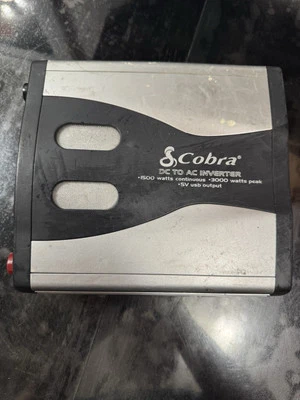 Cobra®
DC TO AC INVERTER
•1500 watts continuous •3000 watts peak
•5V usb output